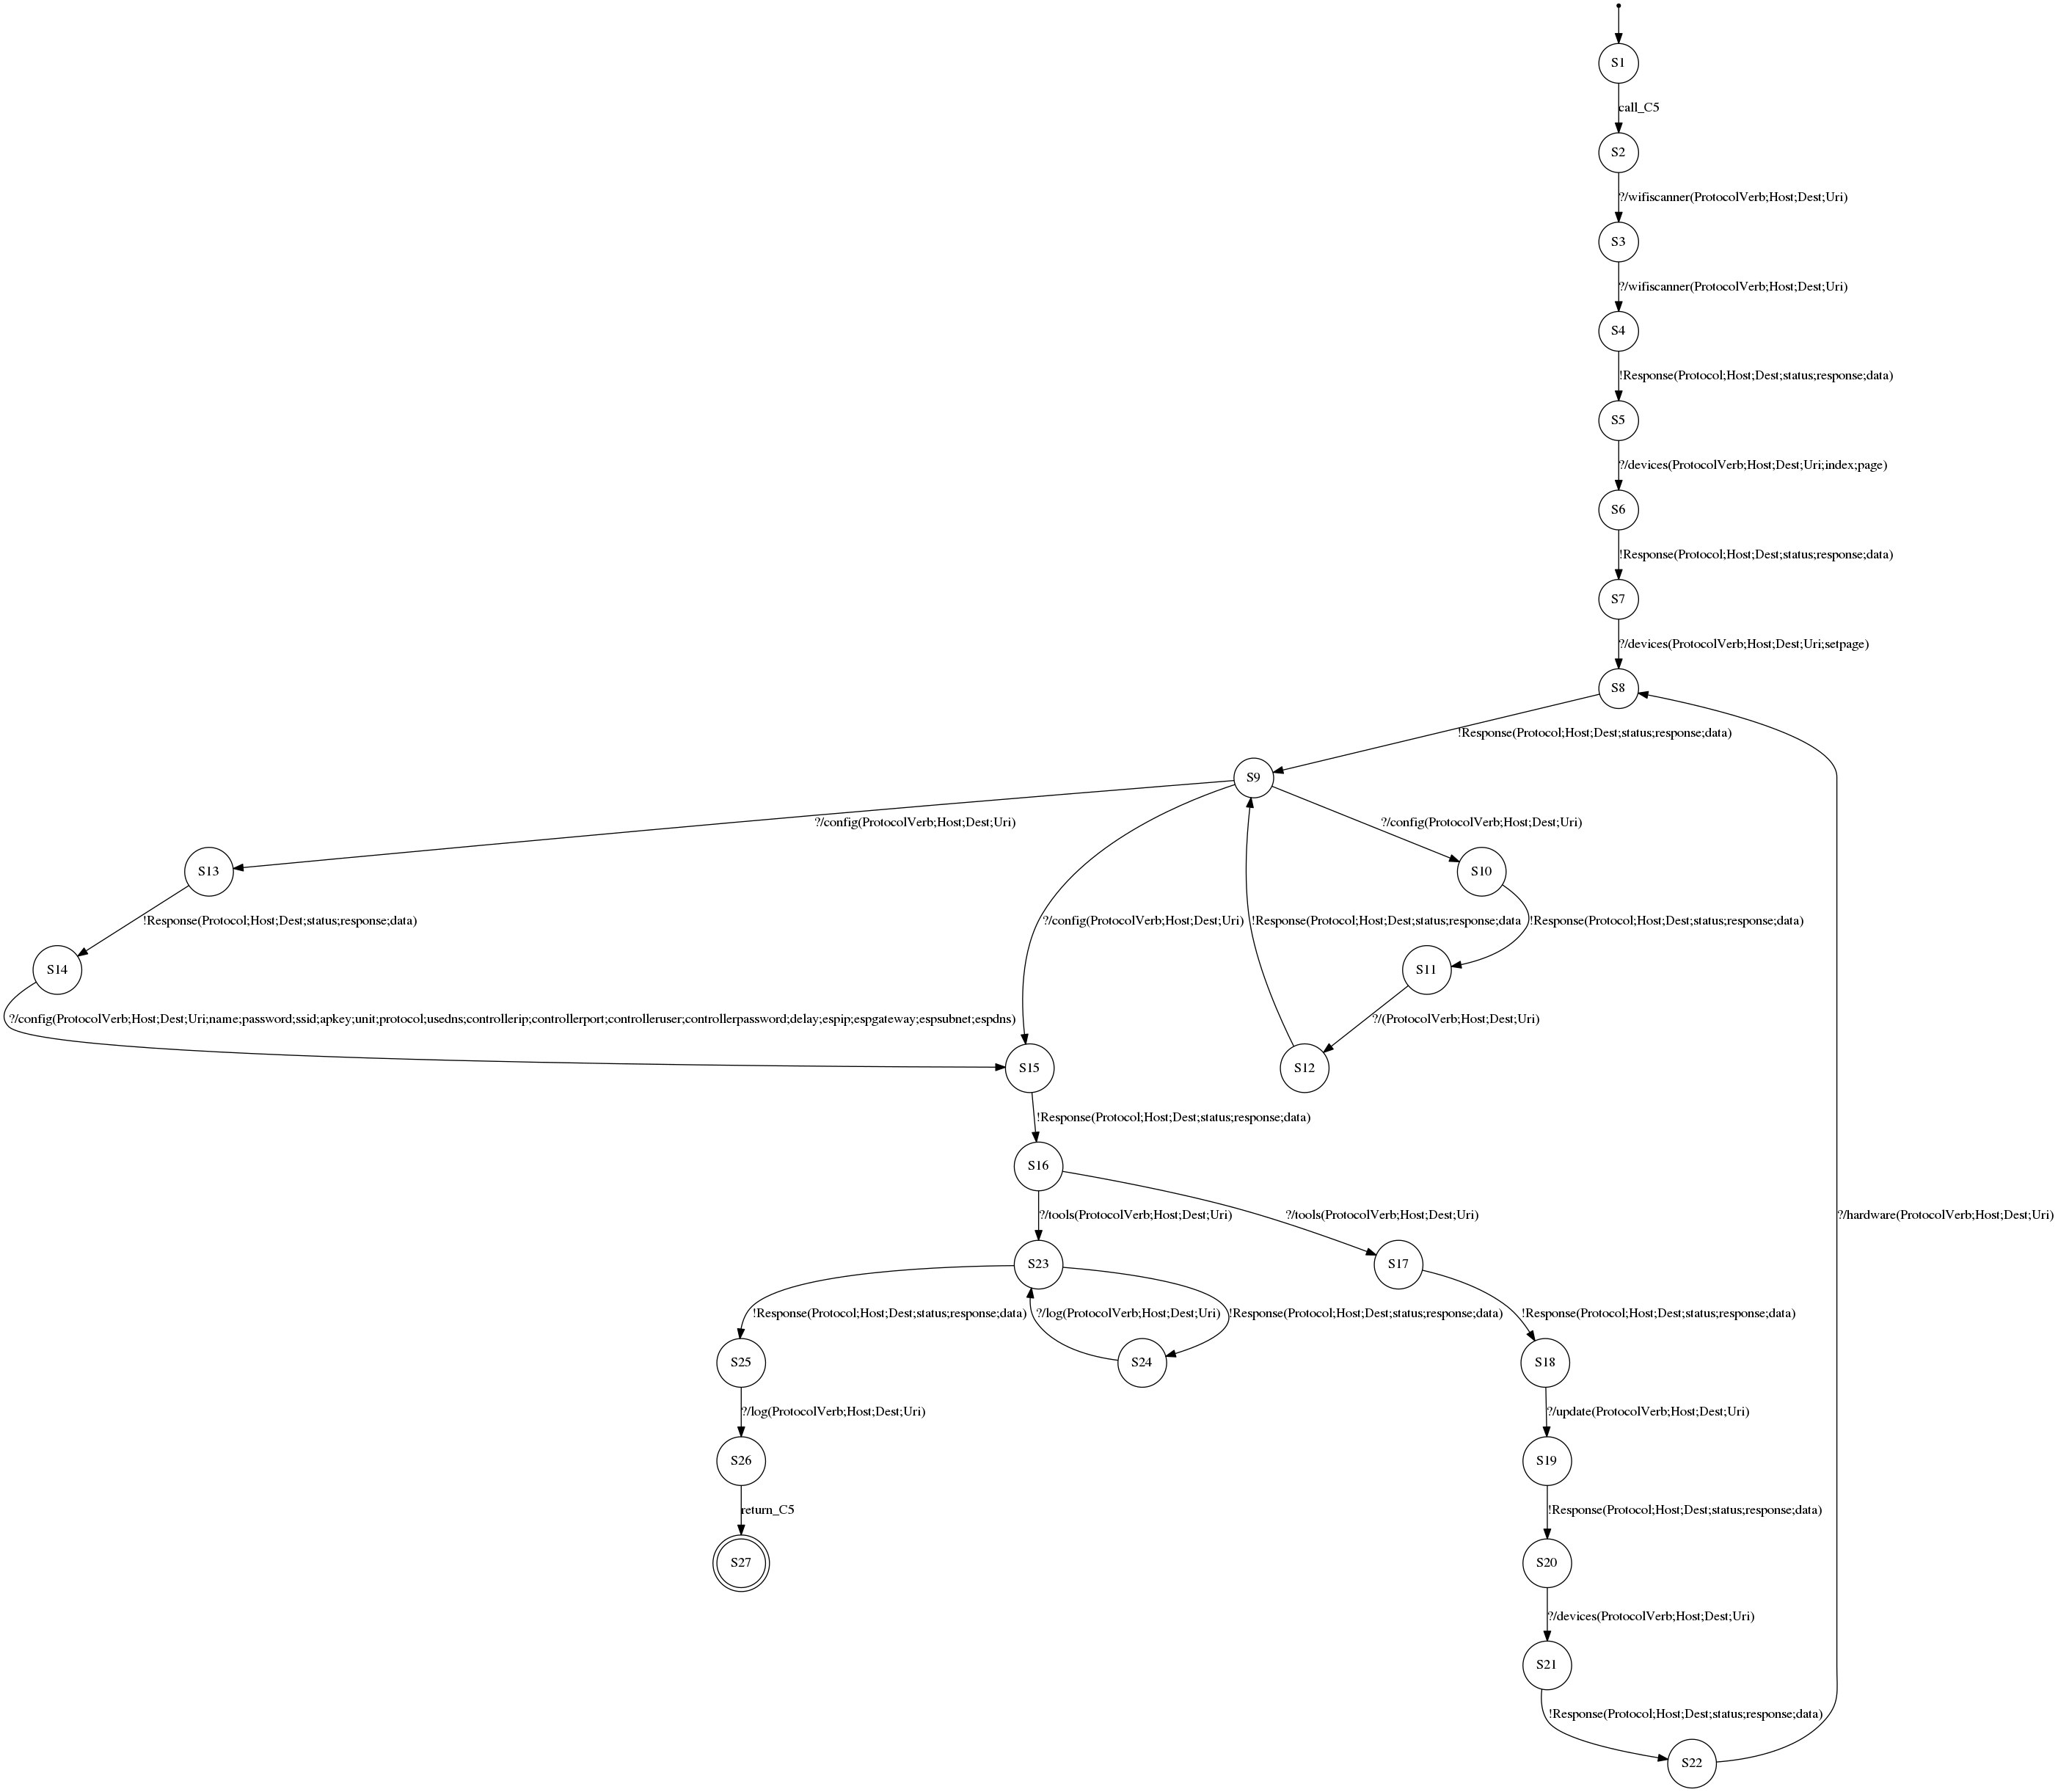 S1
call_C5
S2
?/wifiscanner(ProtocolVerb;Host;Dest;Uri)
S3
?/wifiscanner(ProtocolVerb;Host;Dest;Uri)
S4
!Response(Protocol;Host;Dest;status;response;data)
S5
?/devices(ProtocolVerb;Host;Dest;Uri;index;page)
S6
!Response(Protocol;Host;Dest;status;response;data)
S7
?/devices(ProtocolVerb;Host;Dest;Uri;setpage)
S8
!Response(Protocol;Host;Dest;status;response;data)
S9
?/config(ProtocolVerb;Host;Dest;Uri)
?/config(ProtocolVerb;Host;Dest;Uri)
S13
S10
!Response(Protocol;Host;Dest;status;response;data)
?/config(ProtocolVerb;Host;Dest;Uri)
!Response(Protocol;Host;Dest;status;response;data
!Response(Protocol;Host;Dest;status;response;data)
S14
S11
?/config(ProtocolVerb;Host;Dest;Uri;name;password;ssid;apkey;unit;protocol;usedns;controllerip;controllerport;controlleruser;controllerpassword;delay;espip;espgateway;espsubnet;espdns)
?/(ProtocolVerb;Host;Dest;Uri)
S15
S12
!Response(Protocol;Host;Dest;status;response;data)
S16
?/tools(ProtocolVerb;Host;Dest;Uri)
?/tools(ProtocolVerb;Host;Dest;Uri)
?/hardware(ProtocolVerb;Host;Dest;Uri)
S23
S17
!Response(Protocol;Host;Dest;status;response;data)
?/log(ProtocolVerb;Host;Dest;Uri)
!Response(Protocol;Host;Dest;status;response;data)
!Response(Protocol;Host;Dest;status;response;data)
S25
S24
S18
?/log(ProtocolVerb;Host;Dest;Uri)
?/update(ProtocolVerb;Host;Dest;Uri)
S26
S19
return_C5
!Response(Protocol;Host;Dest;status;response;data)
S27
S20
?/devices(ProtocolVerb;Host;Dest;Uri)
S21
!Response(Protocol;Host;Dest;status;response;data)
S22